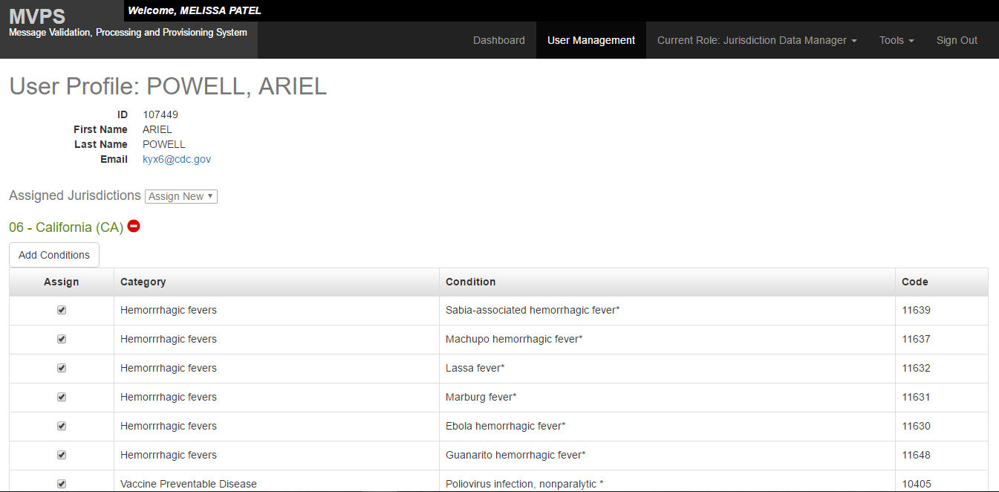 MVPS
Welcome, MELISSA PATEL
Message Validation, Processing and Provisioning System
Dashboard User Management Current Role: Jurisdiction Data Manager Tools Sign Out
User Profile: POWELL, ARIEL
ID 107449
First Name ARIEL
Last Name POWELL
Email kyx6@cdc.gov
Assigned Jurisdictions Assign New
06 - California (CA)
Add Conditions
Assign Category Condition Code
Hemorrrhagic fevers Sabia-associated hemorrhagic fever* 11639
Hemorrrhagic fevers Machupo hemorrhagic fever* 11637
Hemorrrhagic fevers Lassa fever* 11632
Hemorrrhagic fevers Marburg fever* 11631
Hemorrrhagic fevers Ebola hemorrhagic fever* 11630
Hemorrrhagic fevers Guanarito hemorrhagic fever* 11648
Vaccine Preventable Disease Poliovirus infection, nonparalytic * 10405